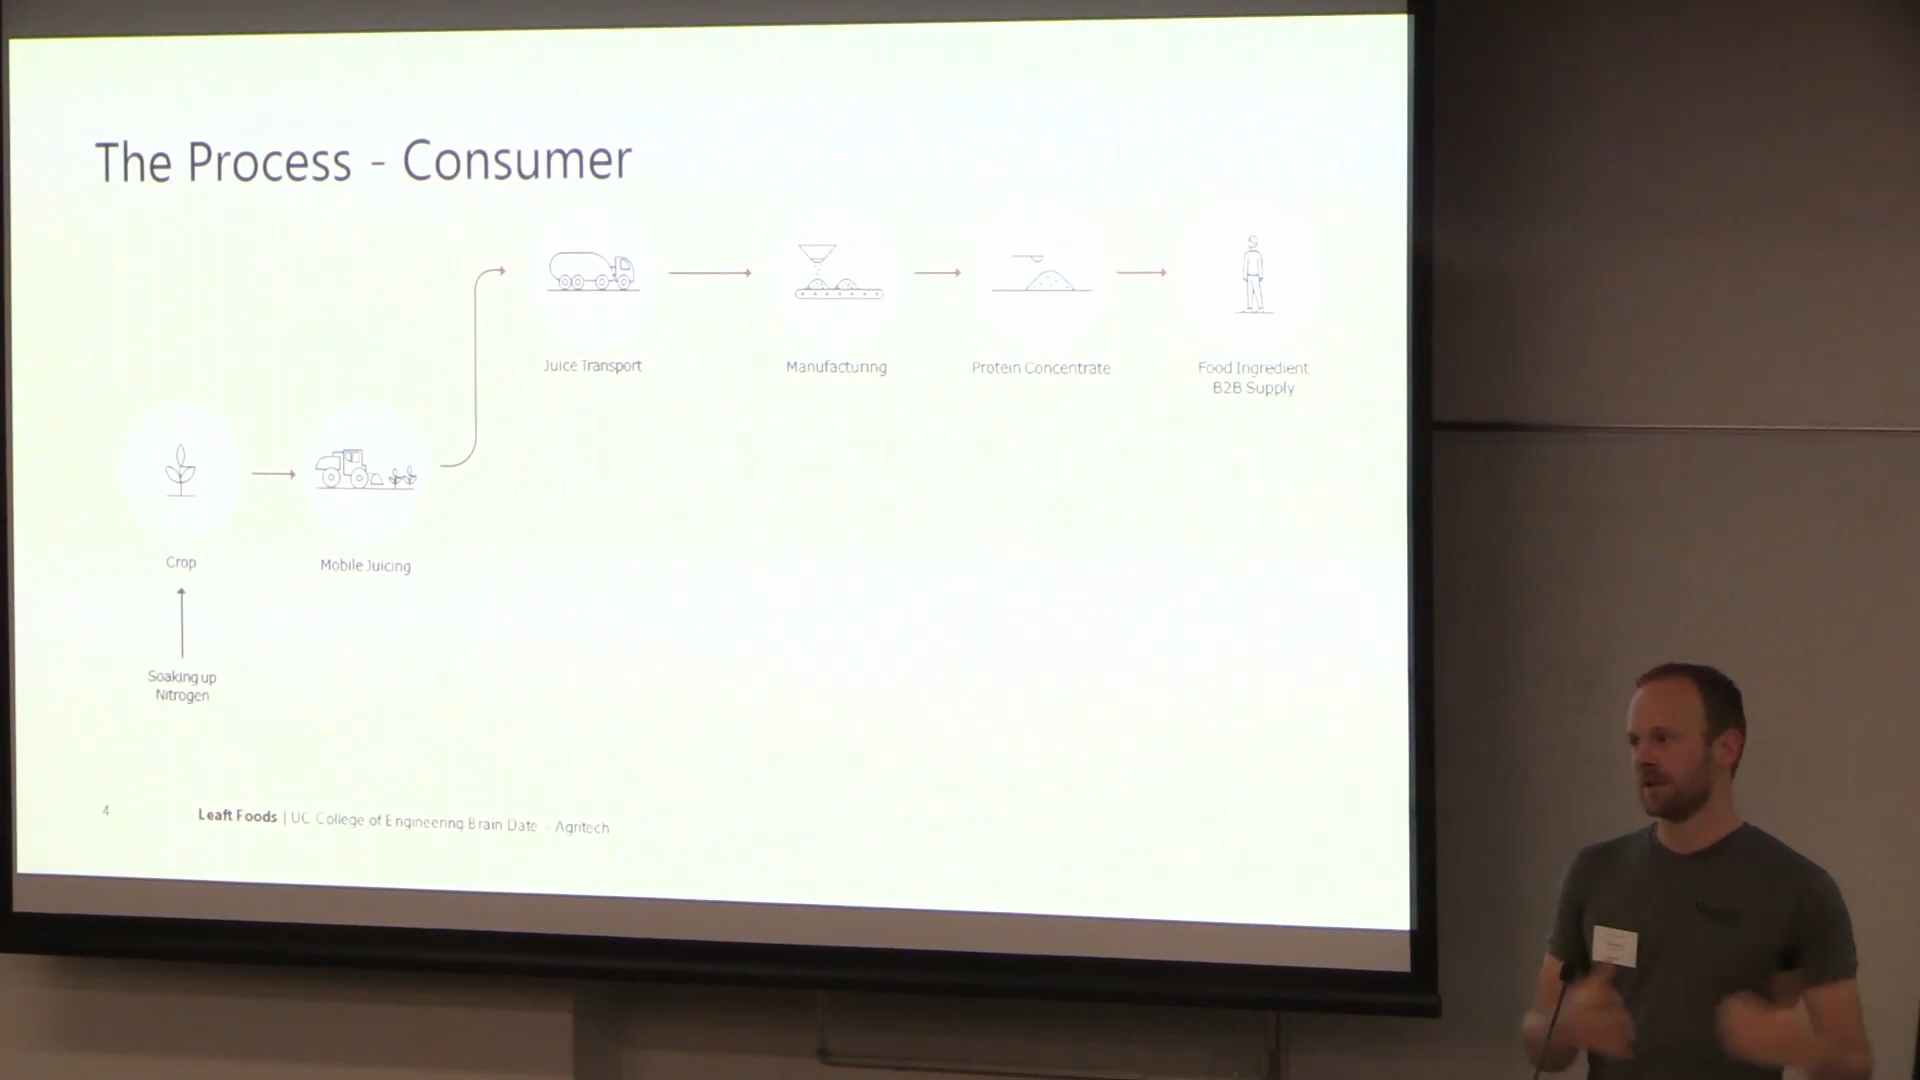 The Process - Consumer
Juice Transport
Manufacturing
Protein Concentrate
Food Ingredient
B2B Supply
Crop
Mobile Juicing
Soaking up
Nitrogen
4
Leaft Foods | UC College of Engineering Brain Date - Agritech